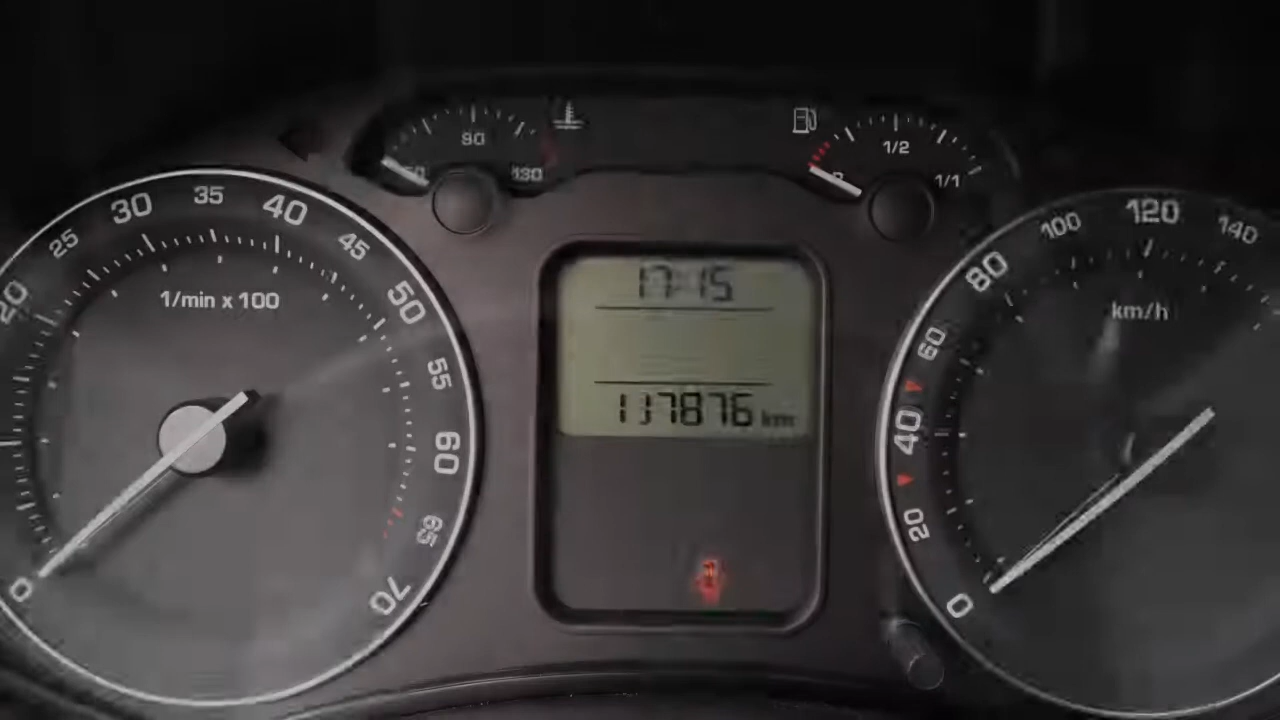 90
50 130
1/2
R 1/1
20 25 30 35 40 45 50 55 60 65 70
0
1/min x 100
17:15
117876 km
0 20 40 60 80 100 120 140
km/h